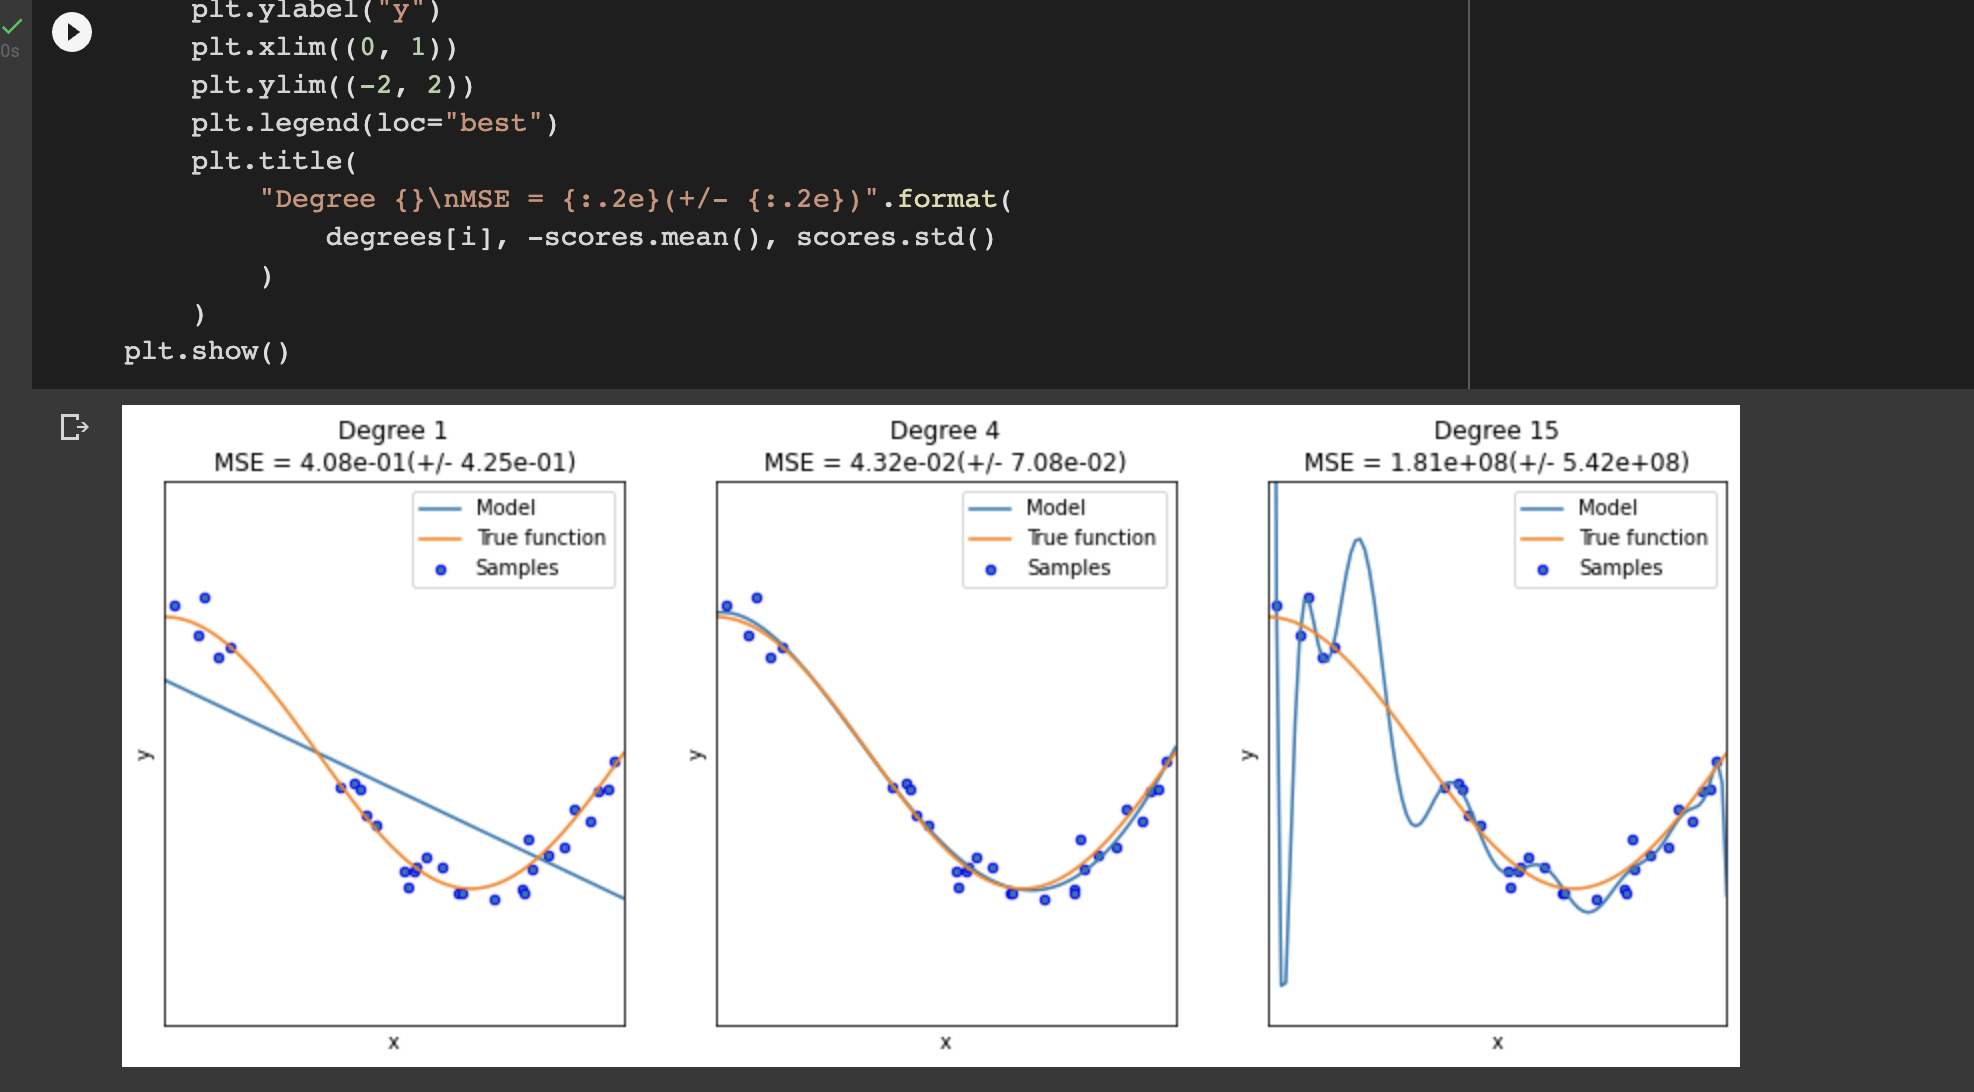 plt.ylabel("y")
0s
plt.xlim((0, 1))
plt.ylim((-2, 2))
plt.legend(loc="best")
plt.title(
"Degree {}\nMSE = {:.2e}(+/- {:.2e})".format(
degrees[i], -scores.mean(), scores.std()
)
)
plt.show()
Degree 1
MSE = 4.08e-01(+/- 4.25e-01)
Model
True function
Samples
y
x
Degree 4
MSE = 4.32e-02(+/- 7.08e-02)
Model
True function
Samples
y
x
Degree 15
MSE = 1.81e+08(+/- 5.42e+08)
Model
True function
Samples
y
x